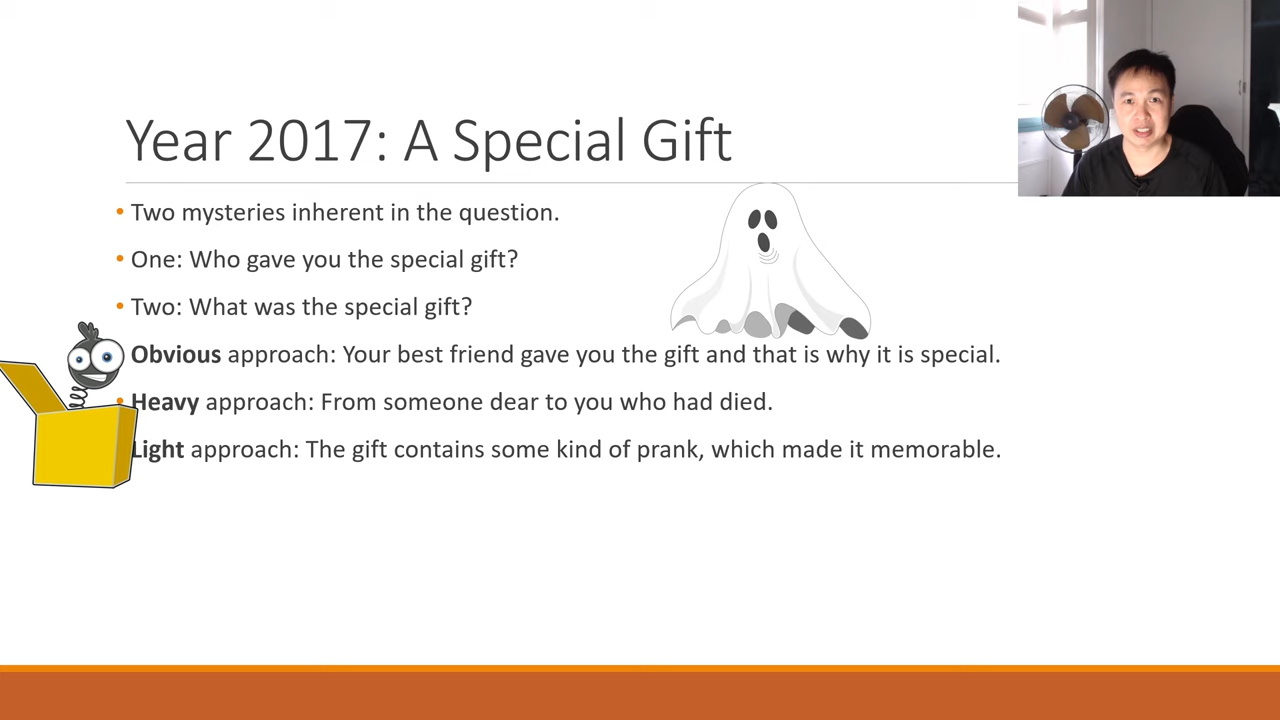 Year 2017: A Special Gift
Two mysteries inherent in the question.
One: Who gave you the special gift?
Two: What was the special gift?
Obvious approach: Your best friend gave you the gift and that is why it is special.
Heavy approach: From someone dear to you who had died.
Light approach: The gift contains some kind of prank, which made it memorable.